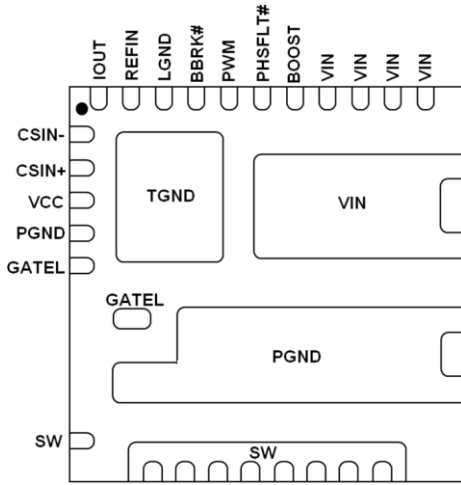 IOUT
REFIN
LGND
BBRK#
PWM
PHSFLT#
BOOST
VIN
VIN
VIN
VIN
CSIN-
CSIN+
VCC
PGND
GATEL
TGND
VIN
GATEL
PGND
SW
SW